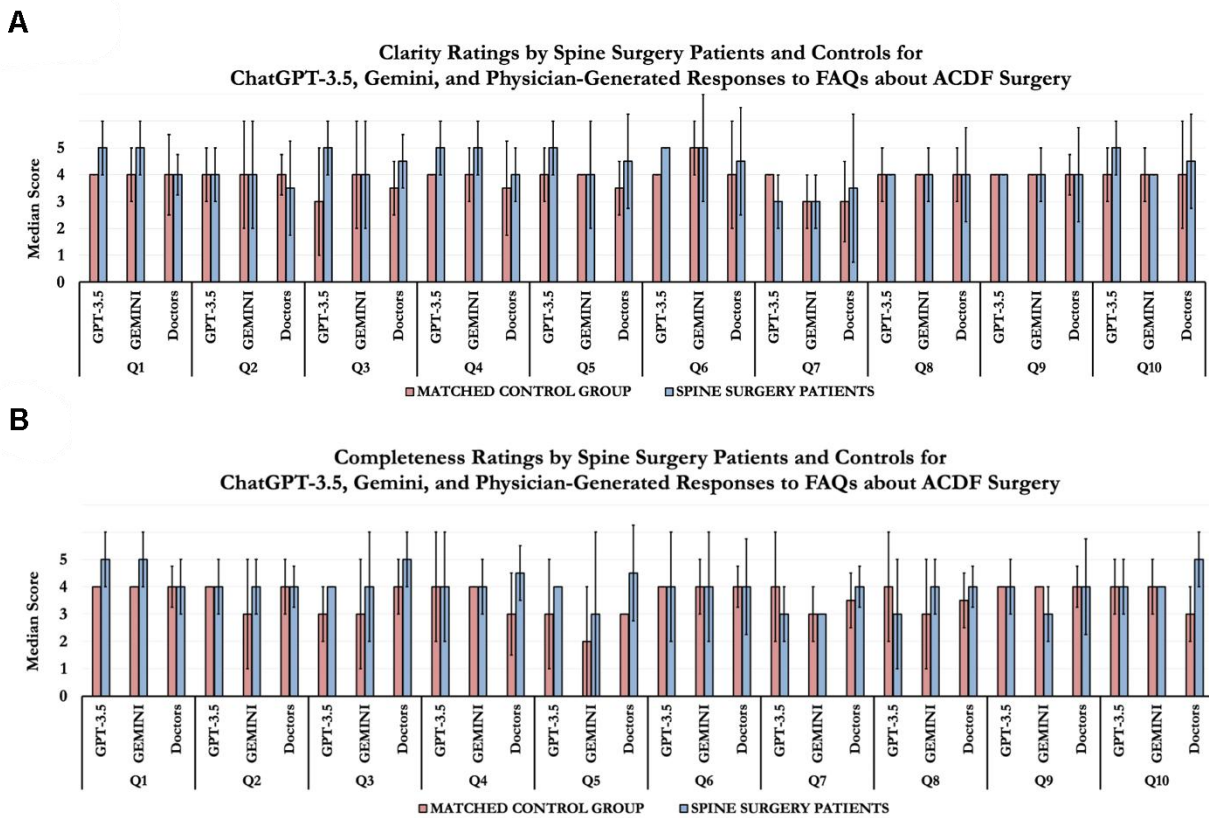 A
Clarity Ratings by Spine Surgery Patients and Controls for
ChatGPT-3.5, Gemini, and Physician-Generated Responses to FAQs about ACDF Surgery
Median Score
5
4
3
2
1
0
GPT-3.5 GEMINI Doctors GPT-3.5 GEMINI Doctors GPT-3.5 GEMINI Doctors GPT-3.5 GEMINI Doctors GPT-3.5 GEMINI Doctors GPT-3.5 GEMINI Doctors GPT-3.5 GEMINI Doctors GPT-3.5 GEMINI Doctors GPT-3.5 GEMINI Doctors GPT-3.5 GEMINI Doctors
Q1 Q2 Q3 Q4 Q5 Q6 Q7 Q8 Q9 Q10
MATCHED CONTROL GROUP SPINE SURGERY PATIENTS
B
Completeness Ratings by Spine Surgery Patients and Controls for
ChatGPT-3.5, Gemini, and Physician-Generated Responses to FAQs about ACDF Surgery
Median Score
5
4
3
2
1
0
GPT-3.5 GEMINI Doctors GPT-3.5 GEMINI Doctors GPT-3.5 GEMINI Doctors GPT-3.5 GEMINI Doctors GPT-3.5 GEMINI Doctors GPT-3.5 GEMINI Doctors GPT-3.5 GEMINI Doctors GPT-3.5 GEMINI Doctors GPT-3.5 GEMINI Doctors GPT-3.5 GEMINI Doctors
Q1 Q2 Q3 Q4 Q5 Q6 Q7 Q8 Q9 Q10
MATCHED CONTROL GROUP SPINE SURGERY PATIENTS